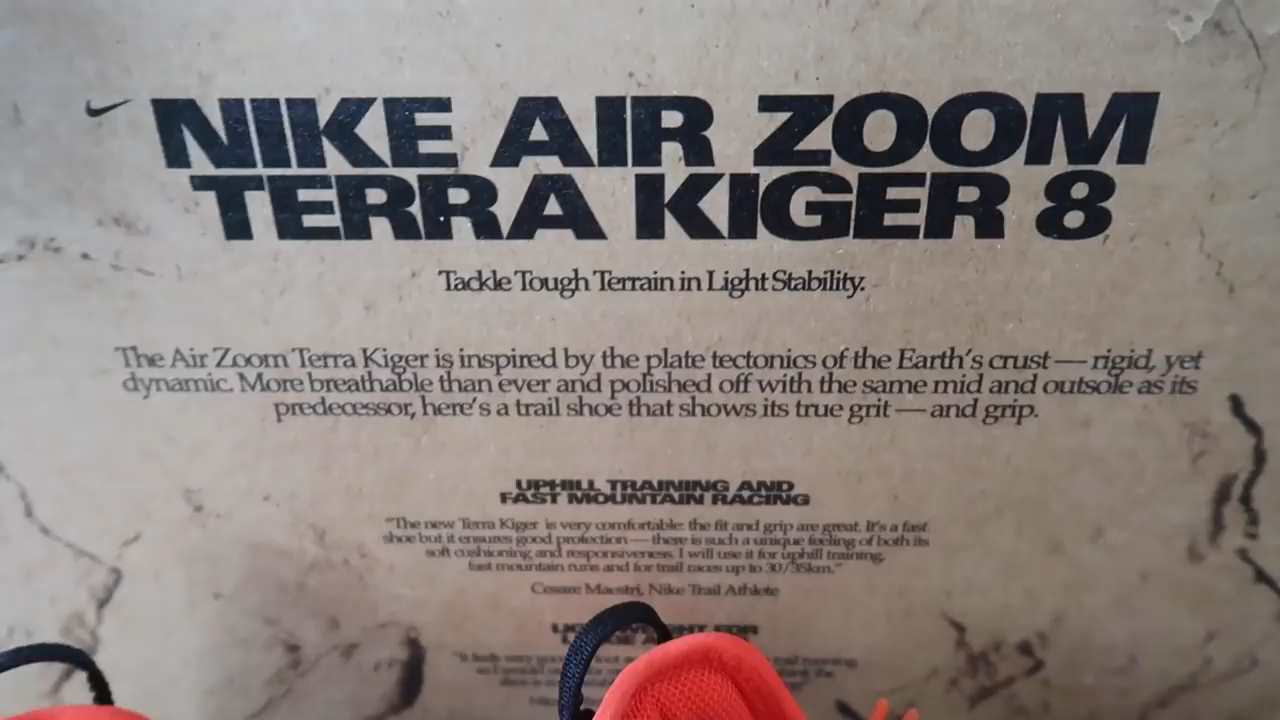 NIKE AIR ZOOM
TERRA KIGER 8
Tackle Tough Terrain in Light Stability.
The Air Zoom Terra Kiger is inspired by the plate tectonics of the Earth's crust — rigid, yet
dynamic. More breathable than ever and polished off with the same mid and outsole as its
predecessor, here's a trail shoe that shows its true grit — and grip.
UPHILL TRAINING AND
FAST MOUNTAIN RACING
"The new Terra Kiger is very comfortable: the fit and grip are great. It's a fast
shoe but it ensures good protection — there is such a unique feeling of both its
soft cushioning and responsiveness. I will use it for uphill training,
fast mountain runs and for trail races up to 30/35km."
Cesare Maestri, Nike Trail Athlete
FOR
"It feels very trail running